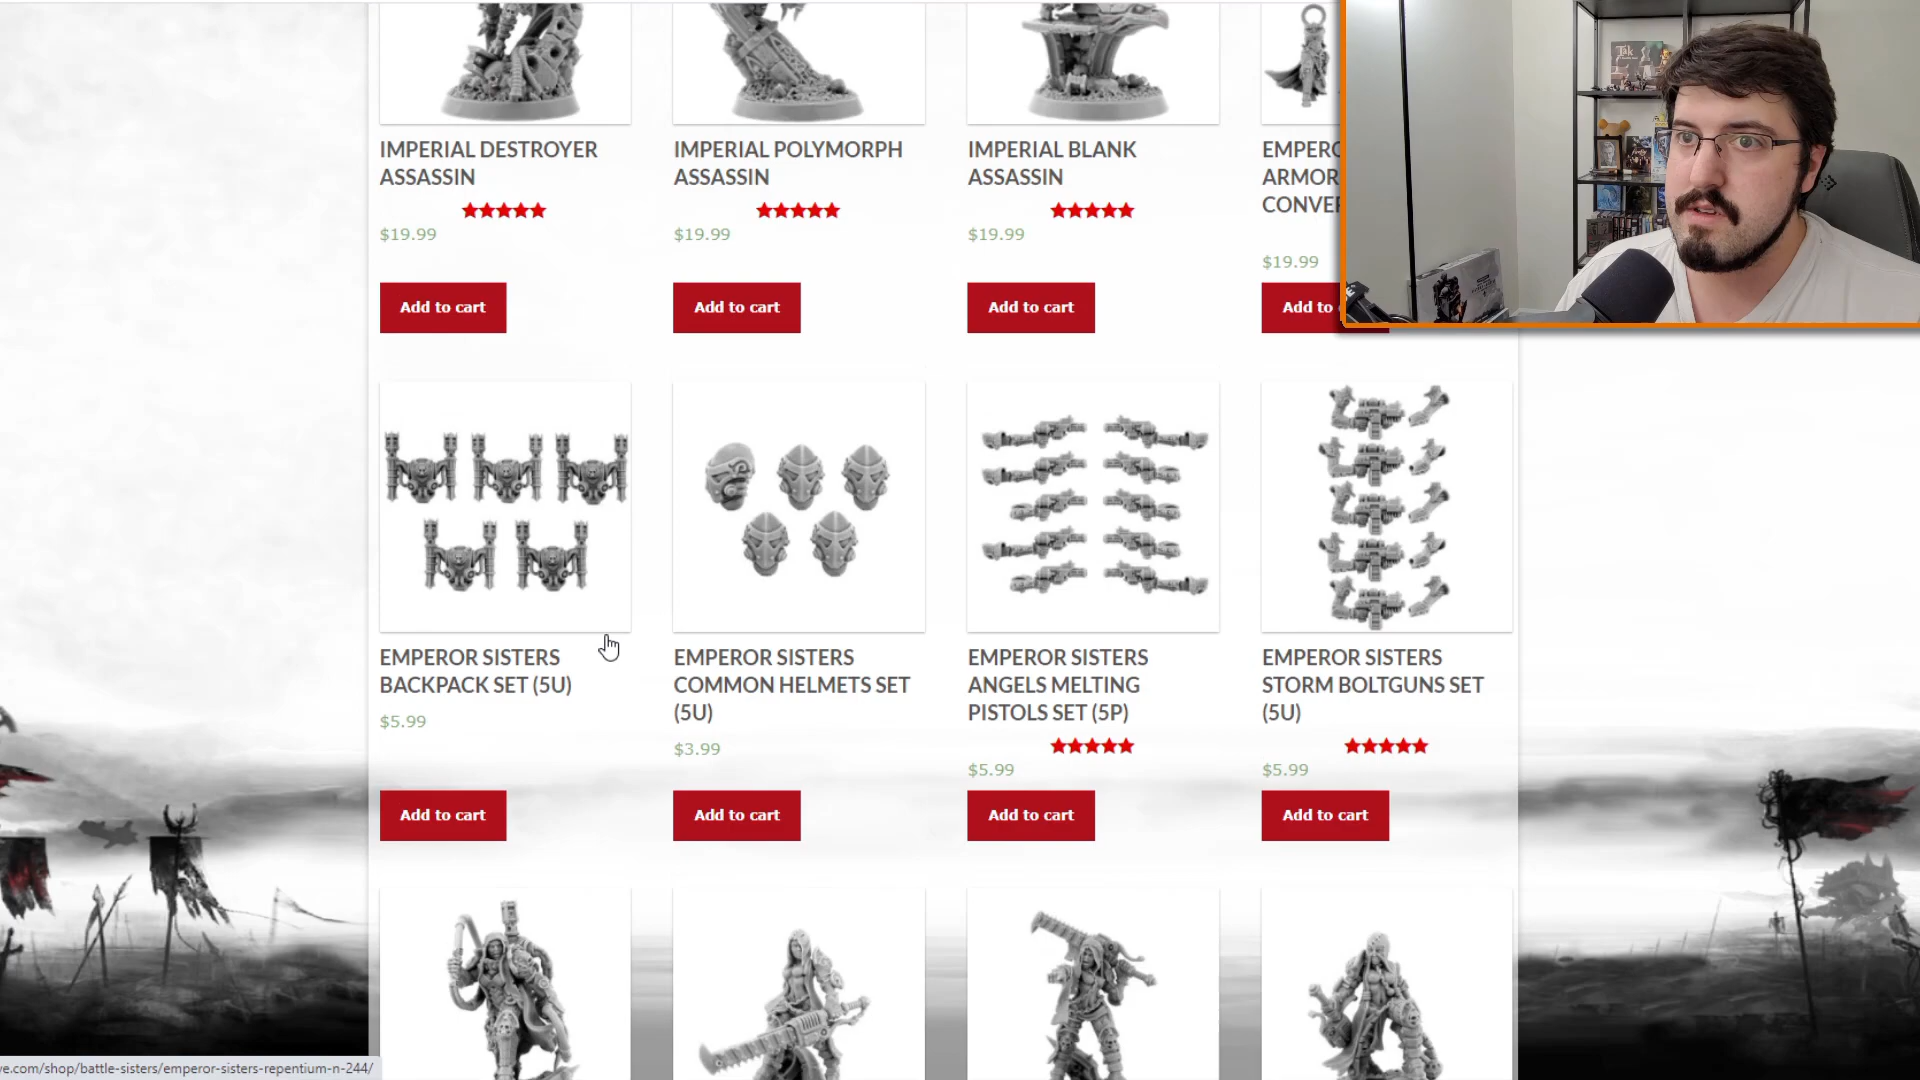 IMPERIAL DESTROYER
ASSASSIN
$19.99
Add to cart
IMPERIAL POLYMORPH
ASSASSIN
$19.99
Add to cart
IMPERIAL BLANK
ASSASSIN
$19.99
Add to cart
$19.99
Add to
Tak
EMPEROR SISTERS
BACKPACK SET (5U)
$5.99
Add to cart
EMPEROR SISTERS
COMMON HELMETS SET
(5U)
$3.99
Add to cart
EMPEROR SISTERS
ANGELS MELTING
PISTOLS SET (5P)
$5.99
Add to cart
EMPEROR SISTERS
STORM BOLTGUNS SET
(5U)
$5.99
Add to cart
ve.com/shop/battle-sisters/emperor-sisters-repentium-n-244/